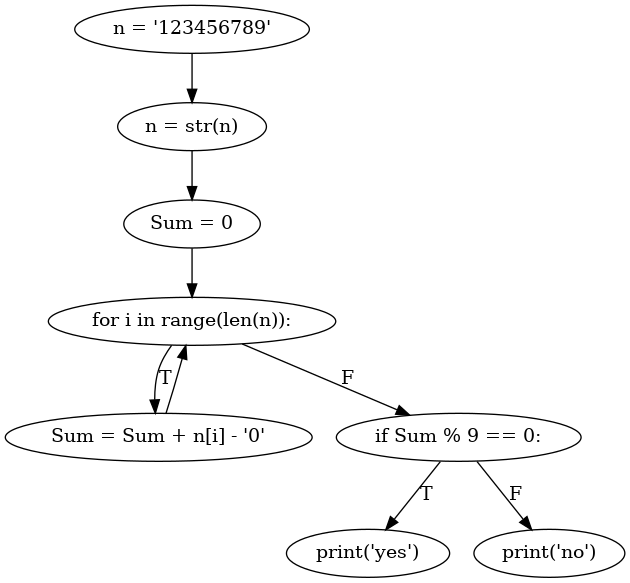 n = '123456789'
n = str(n)
Sum = 0
for i in range(len(n)):
T
F
Sum = Sum + n[i] - '0'
if Sum % 9 == 0:
T
F
print('yes')
print('no')